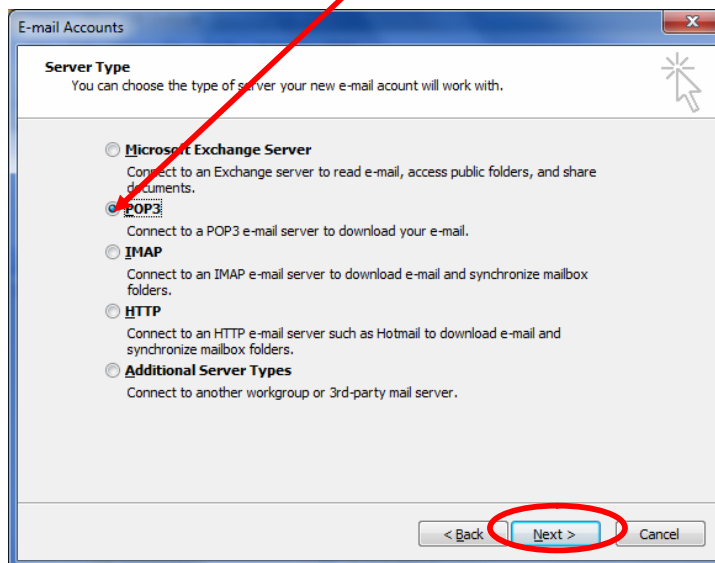 E-mail Accounts
x
Server Type
You can choose the type of server your new e-mail acount will work with.
Microsoft Exchange Server
Connect to an Exchange server to read e-mail, access public folders, and share
documents.
POP3
Connect to a POP3 e-mail server to download your e-mail.
IMAP
Connect to an IMAP e-mail server to download e-mail and synchronize mailbox
folders.
HTTP
Connect to an HTTP e-mail server such as Hotmail to download e-mail and
synchronize mailbox folders.
Additional Server Types
Connect to another workgroup or 3rd-party mail server.
< Back Next > Cancel